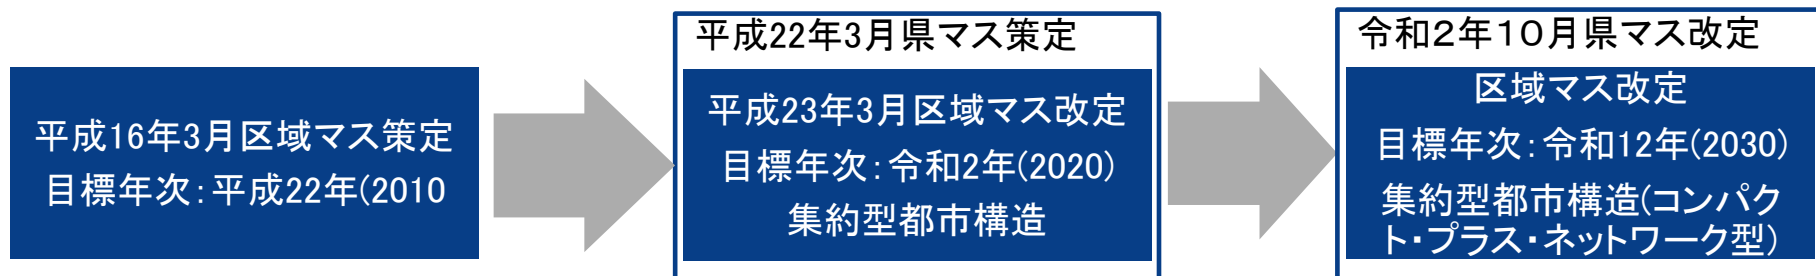 平成16年3月区域マス策定
目標年次：平成22年(2010
平成22年3月県マス策定
平成23年3月区域マス改定
目標年次：令和2年(2020)
集約型都市構造
令和２年１０月県マス改定
区域マス改定
目標年次：令和12年(2030)
集約型都市構造(コンパク
ト・プラス・ネットワーク型)